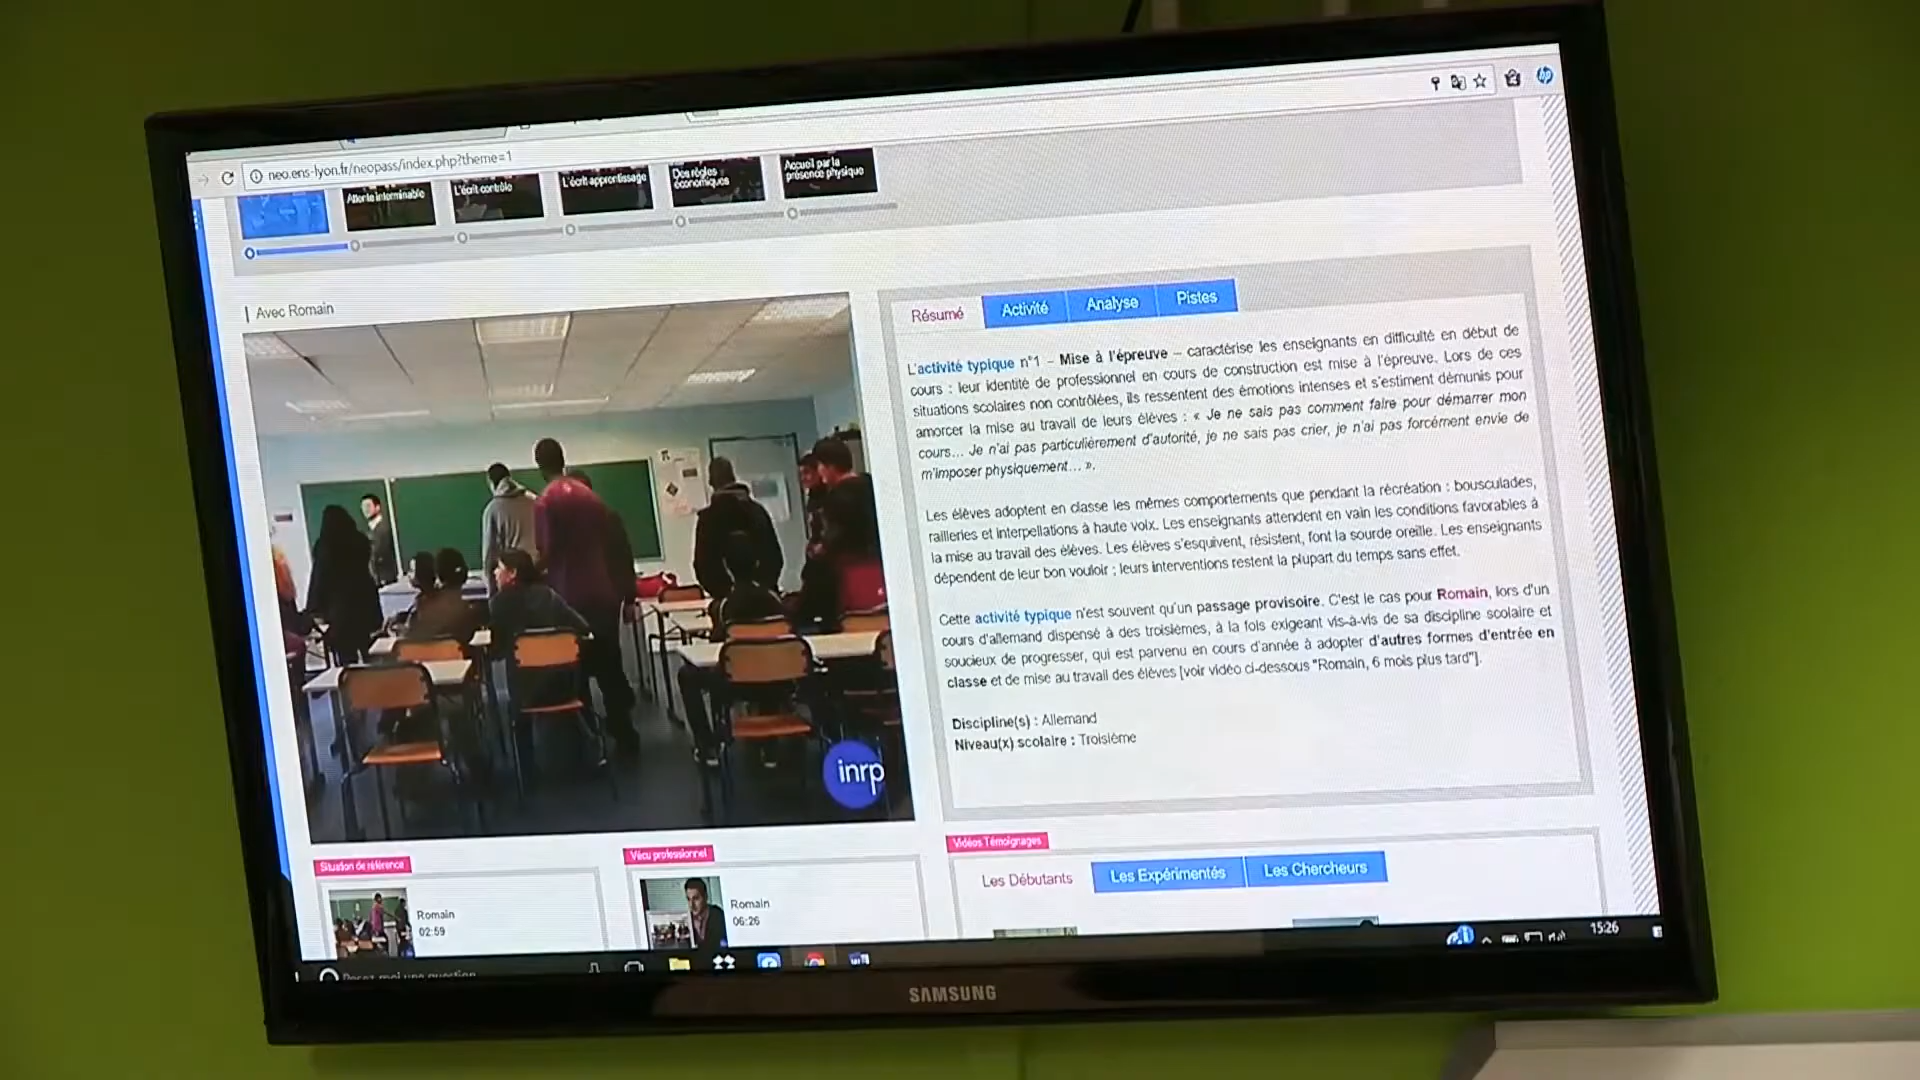 neo.ens-lyon.fr/neopass/index.php?theme=1
Attente interminable
L'écrit contrôle
L'écrit apprentissage
Des règles
économiques
Accueil par la
présence physique
Avec Romain
Résumé
Activité
Analyse
Pistes
L'activité typique n°1 – Mise à l'épreuve – caractérise les enseignants en difficulté en début de
cours : leur identité de professionnel en cours de construction est mise à l'épreuve. Lors de ces
situations scolaires non contrôlées, ils ressentent des émotions intenses et s'estiment démunis pour
amorcer la mise au travail de leurs élèves : « Je ne sais pas comment faire pour démarrer mon
cours... Je n'ai pas particulièrement d'autorité, je ne sais pas crier, je n'ai pas forcément envie de
m'imposer physiquement... ».
Les élèves adoptent en classe les mêmes comportements que pendant la récréation : bousculades,
railleries et interpellations à haute voix. Les enseignants attendent en vain les conditions favorables à
la mise au travail des élèves. Les élèves s'esquivent, résistent, font la sourde oreille. Les enseignants
dépendent de leur bon vouloir ; leurs interventions restent la plupart du temps sans effet.
Cette activité typique n'est souvent qu'un passage provisoire. C'est le cas pour Romain, lors d'un
cours d'allemand dispensé à des troisièmes, à la fois exigeant vis-à-vis de sa discipline scolaire et
soucieux de progresser, qui est parvenu en cours d'année à adopter d'autres formes d'entrée en
classe et de mise au travail des élèves [voir vidéo ci-dessous "Romain, 6 mois plus tard"].
Discipline(s) : Allemand
Niveau(x) scolaire : Troisième
inrp
Situation de référence
Romain
02:59
Vécu professionnel
Romain
06:26
Vidéos Témoignages
Les Débutants
Les Expérimentés
Les Chercheurs
Posez-moi une question
15:26
SAMSUNG